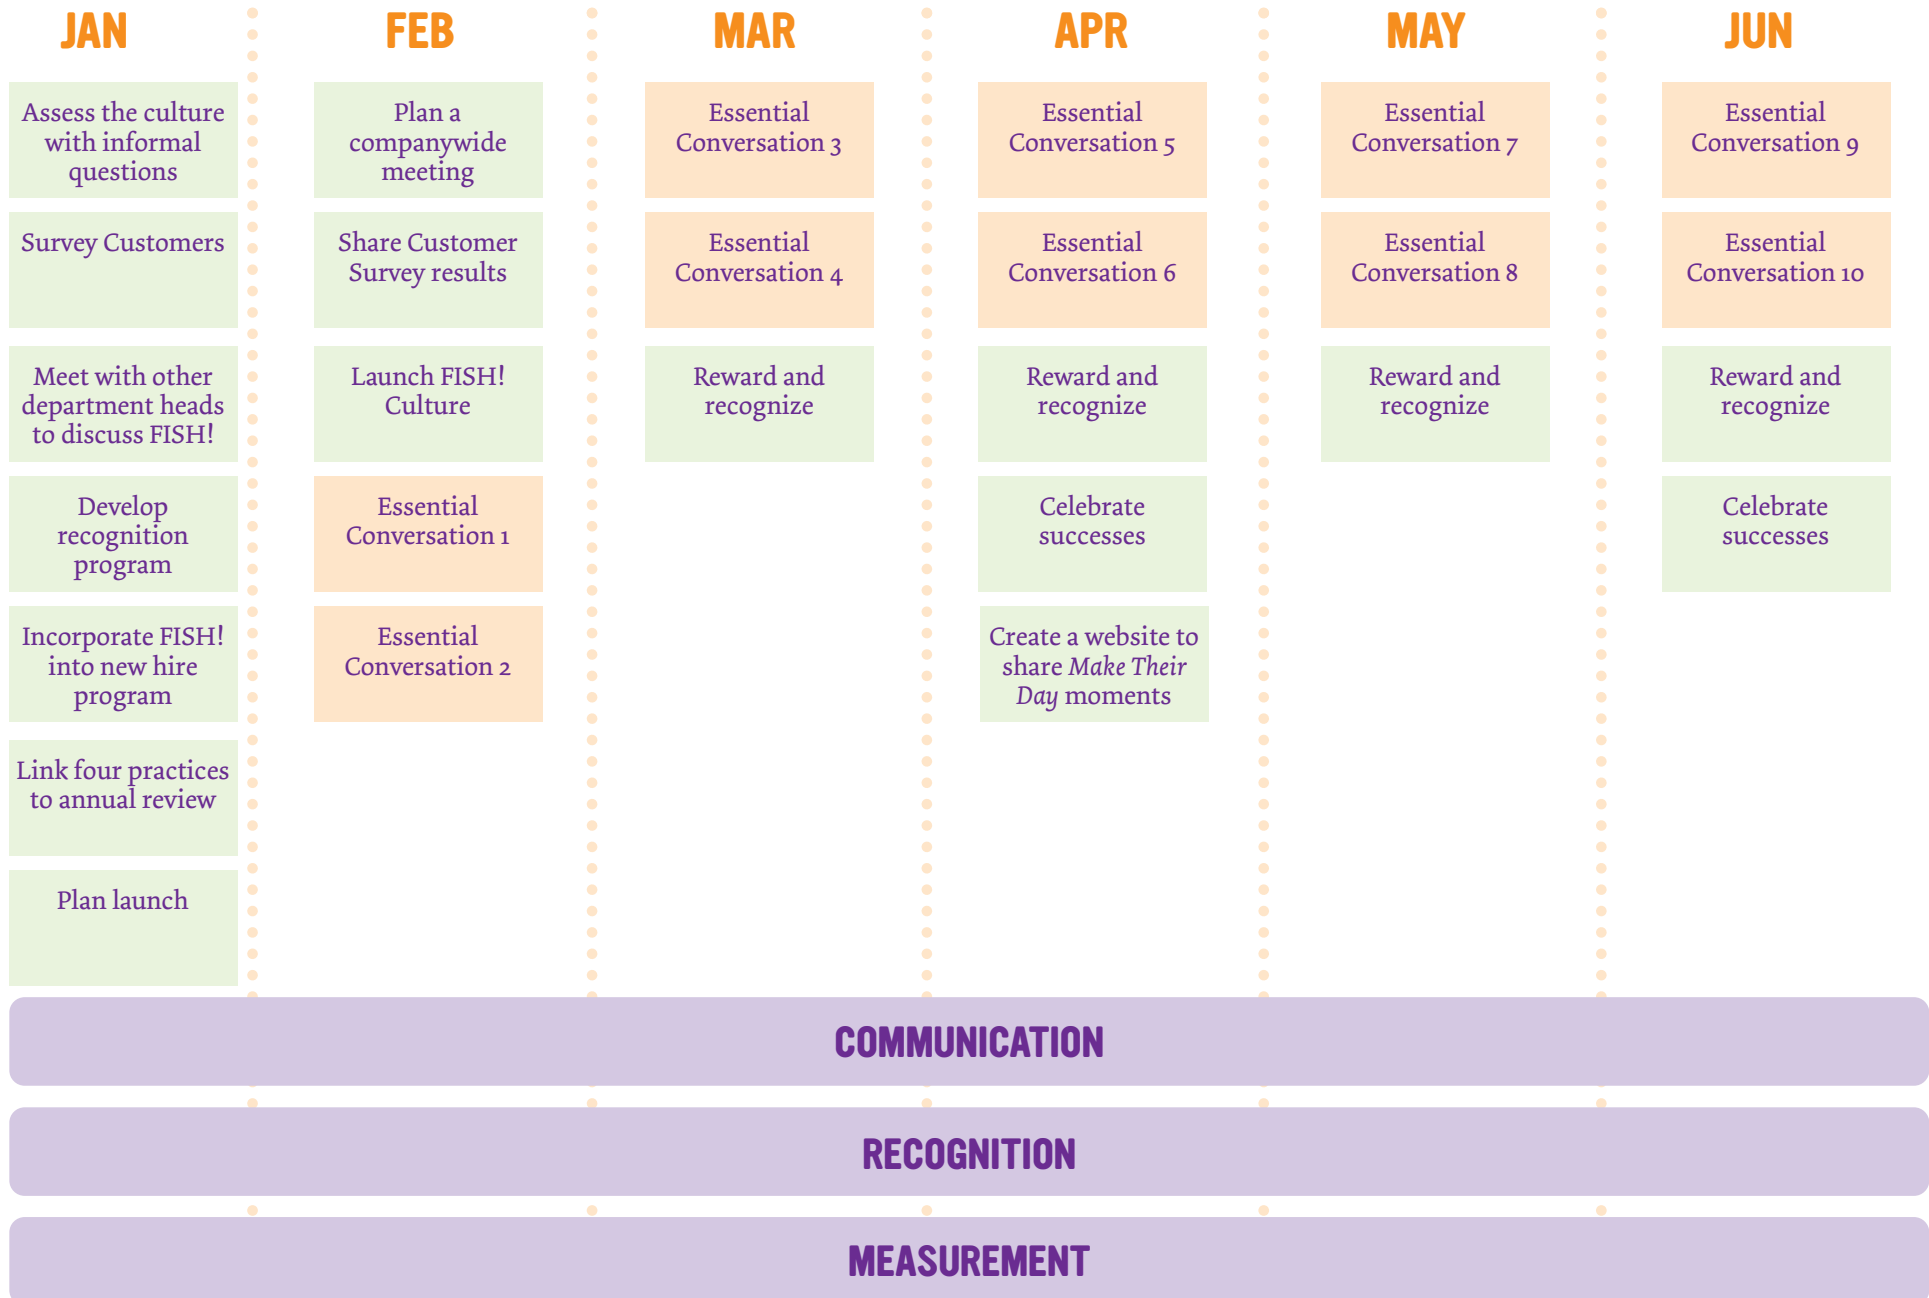 JAN
Assess the culture
with informal
questions
Survey Customers
Meet with other
department heads
to discuss FISH!
Develop
recognition
program
Incorporate FISH!
into new hire
program
Link four practices
to annual review
Plan launch
FEB
Plan a
companywide
meeting
Share Customer
Survey results
Launch FISH!
Culture
Essential
Conversation 1
Essential
Conversation 2
MAR
Essential
Conversation 3
Essential
Conversation 4
Reward and
recognize
APR
Essential
Conversation 5
Essential
Conversation 6
Reward and
recognize
Celebrate
successes
Create a website to
share Make Their
Day moments
MAY
Essential
Conversation 7
Essential
Conversation 8
Reward and
recognize
JUN
Essential
Conversation 9
Essential
Conversation 10
Reward and
recognize
Celebrate
successes
COMMUNICATION
RECOGNITION
MEASUREMENT